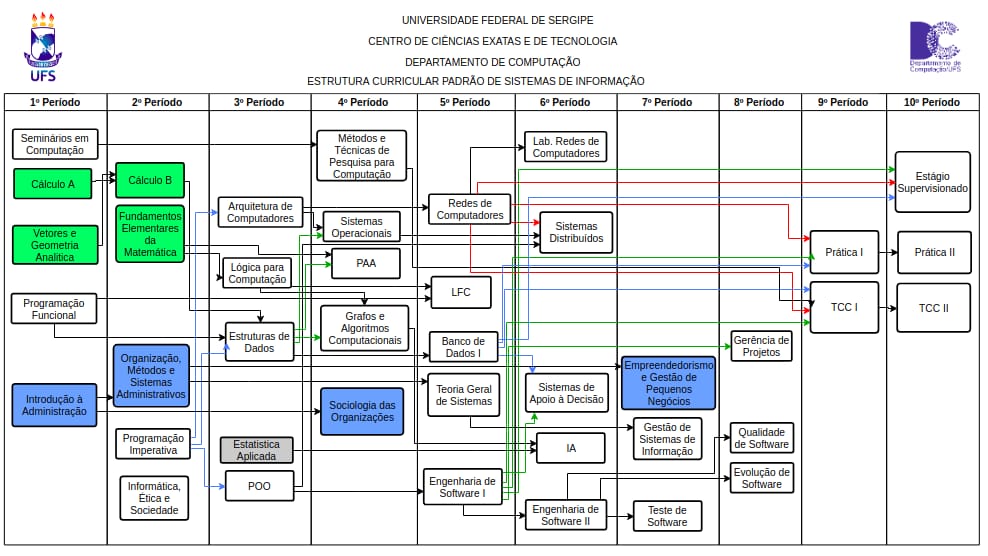 UNIVERSIDADE FEDERAL DE SERGIPE
CENTRO DE CIÊNCIAS EXATAS E DE TECNOLOGIA
DEPARTAMENTO DE COMPUTAÇÃO
ESTRUTURA CURRICULAR PADRÃO DE SISTEMAS DE INFORMAÇÃO
UFS
DC
Departamento de
Computação/UFS
1º Período
2º Período
3º Período
4º Período
5º Período
6º Período
7º Período
8º Período
9º Período
10º Período
Seminários em
Computação
Cálculo A
Vetores e
Geometria
Analítica
Programação
Funcional
Introdução à
Administração
Cálculo B
Fundamentos
Elementares
da
Matemática
Organização,
Métodos e
Sistemas
Administrativos
Programação
Imperativa
Informática,
Ética e
Sociedade
Arquitetura de
Computadores
Lógica para
Computação
Estruturas de
Dados
Estatistica
Aplicada
POO
Métodos e
Técnicas de
Pesquisa para
Computação
Sistemas
Operacionais
PAA
Grafos e
Algoritmos
Computacionais
Sociologia das
Organizações
Redes de
Computadores
LFC
Banco de
Dados I
Teoria Geral
de Sistemas
Engenharia de
Software I
Lab. Redes de
Computadores
Sistemas
Distribuídos
Sistemas de
Apoio à Decisão
IA
Engenharia de
Software II
Empreendedorismo
e Gestão de
Pequenos
Negócios
Gestão de
Sistemas de
Informação
Teste de
Software
Gerência de
Projetos
Qualidade
de Software
Evolução de
Software
Prática I
TCC I
Estágio
Supervisionado
Prática II
TCC II